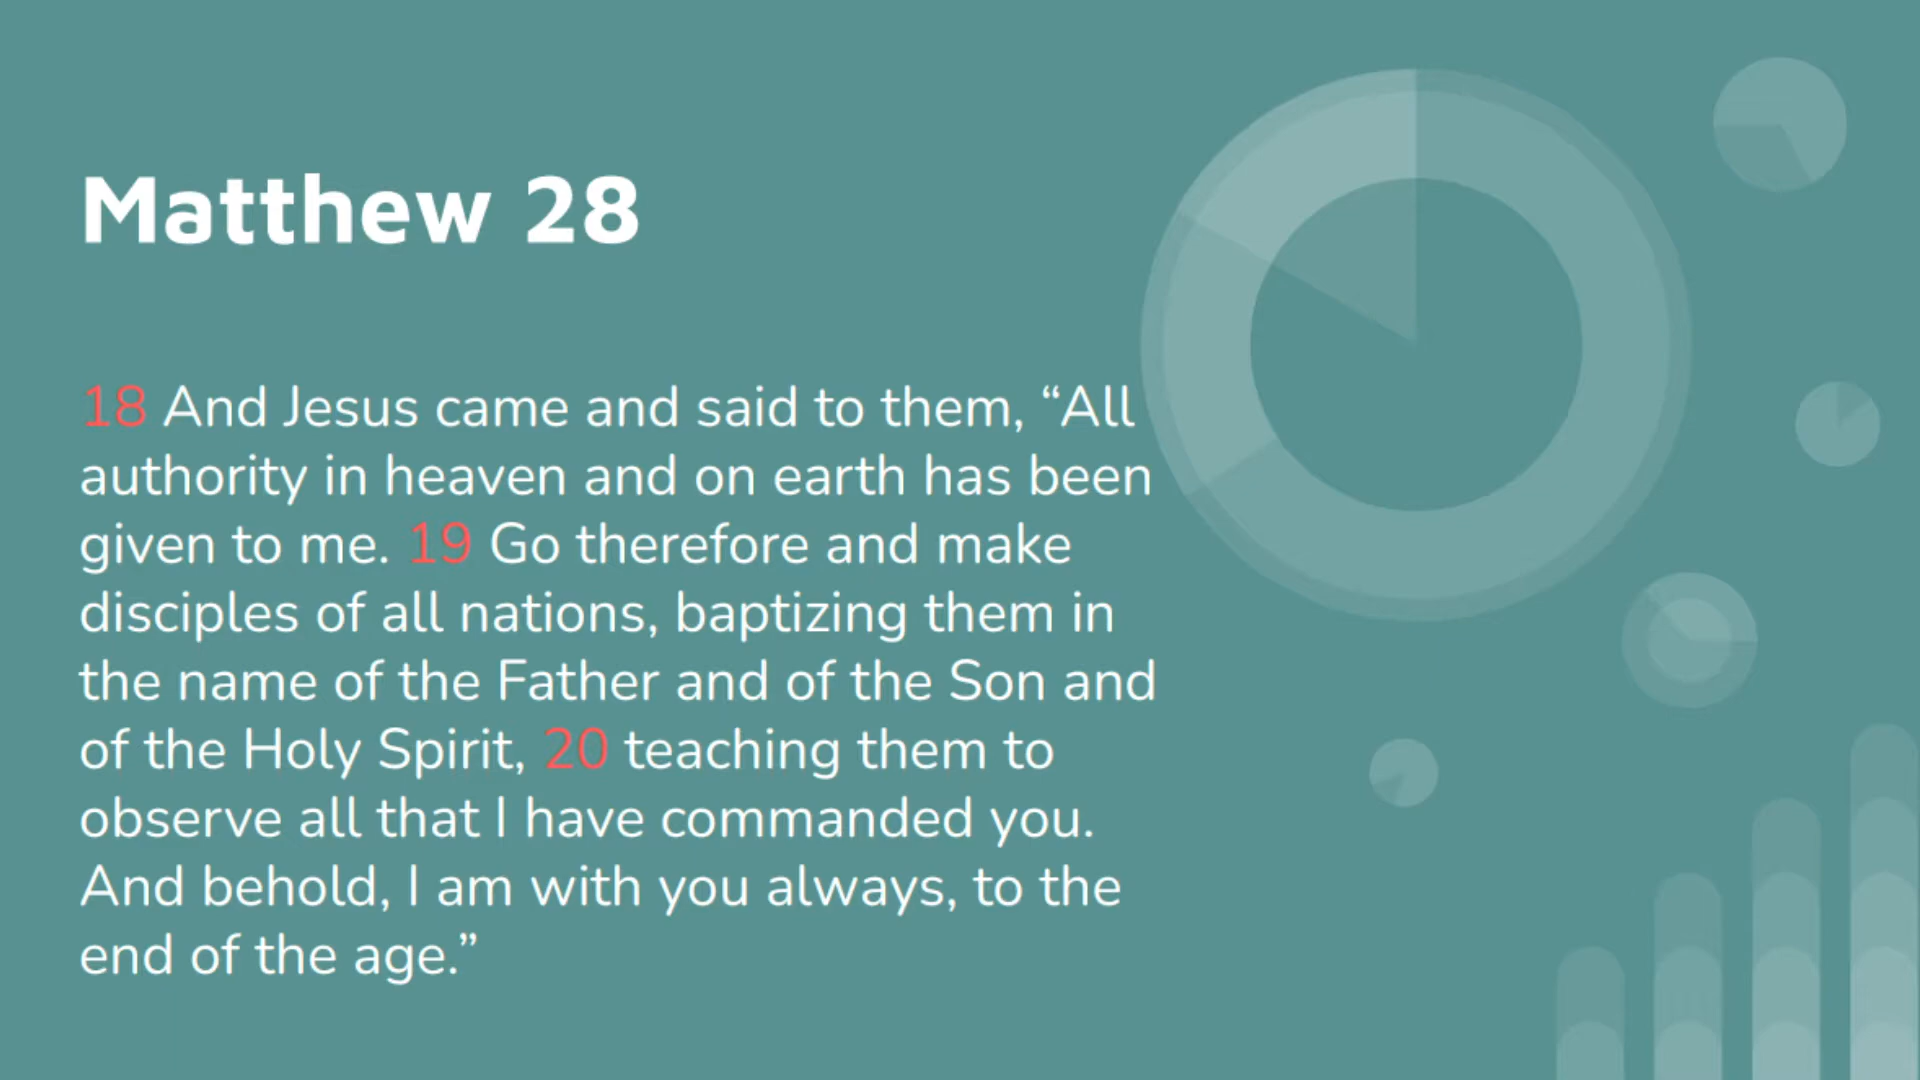 Matthew 28
18 And Jesus came and said to them, “All
authority in heaven and on earth has been
given to me. 19 Go therefore and make
disciples of all nations, baptizing them in
the name of the Father and of the Son and
of the Holy Spirit, 20 teaching them to
observe all that I have commanded you.
And behold, I am with you always, to the
end of the age.”